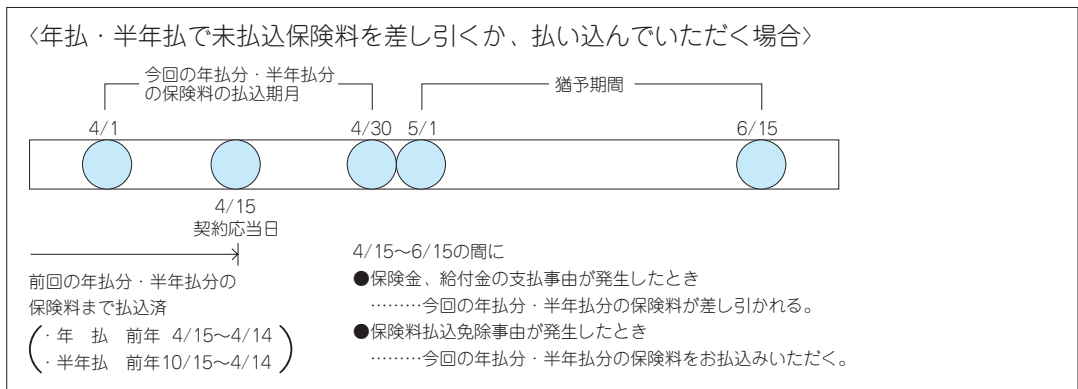 〈年払・半年払で未払込保険料を差し引くか、払い込んでいただく場合〉
今回の年払分・半年払分
の保険料の払込期月
猶予期間
4/1
4/30
5/1
6/15
4/15
契約応当日
前回の年払分・半年払分の
保険料まで払込済
・年　払　前年 4/15〜4/14
・半年払　前年10/15〜4/14
4/15〜6/15の間に
●保険金、給付金の支払事由が発生したとき
………今回の年払分・半年払分の保険料が差し引かれる。
●保険料払込免除事由が発生したとき
………今回の年払分・半年払分の保険料をお払込みいただく。